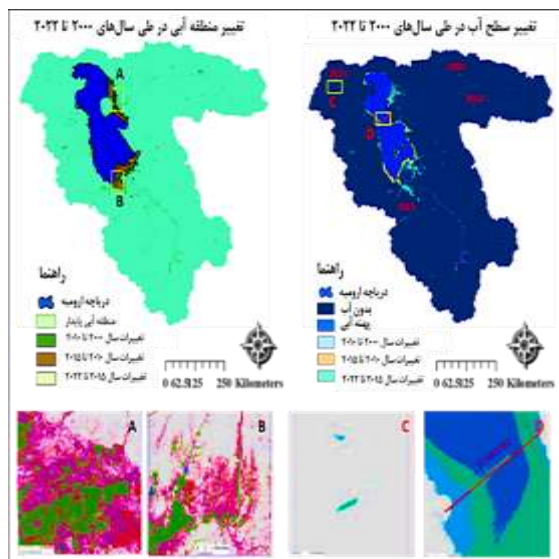 تغییر منطقه آبی در طی سال‌های ۲۰۰۰ تا ۲۰۲۲
A
B
راهنما
دریاچه ارومیه
منطقه آبی پایدار
تغییرات سال ۲۰۰۰ تا ۲۰۱۰
تغییرات سال ۲۰۱۰ تا ۲۰۱۵
تغییرات سال ۲۰۱۵ تا ۲۰۲۲
0 62.5125 250 Kilometers
تغییر سطح آب در طی سال‌های ۲۰۰۰ تا ۲۰۲۲
C
D
راهنما
دریاچه ارومیه
بدون آب
پهنه آبی
تغییرات سال ۲۰۰۰ تا ۲۰۱۰
تغییرات سال ۲۰۱۰ تا ۲۰۱۵
تغییرات سال ۲۰۱۵ تا ۲۰۲۲
0 62.5125 250 Kilometers
A
B
C
D